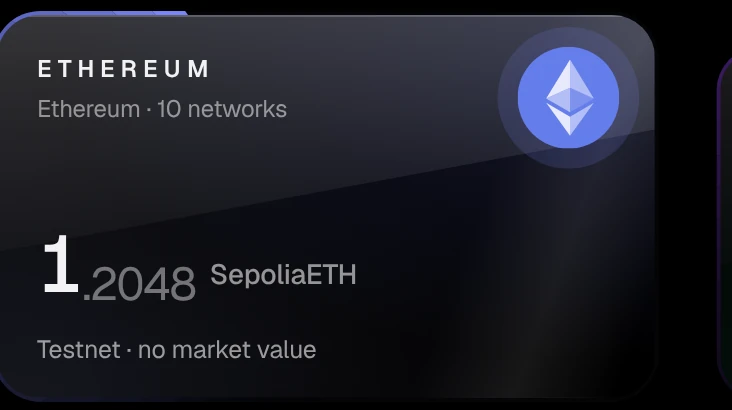 ETHEREUM
Ethereum · 10 networks
1.2048 SepoliaETH
Testnet · no market value